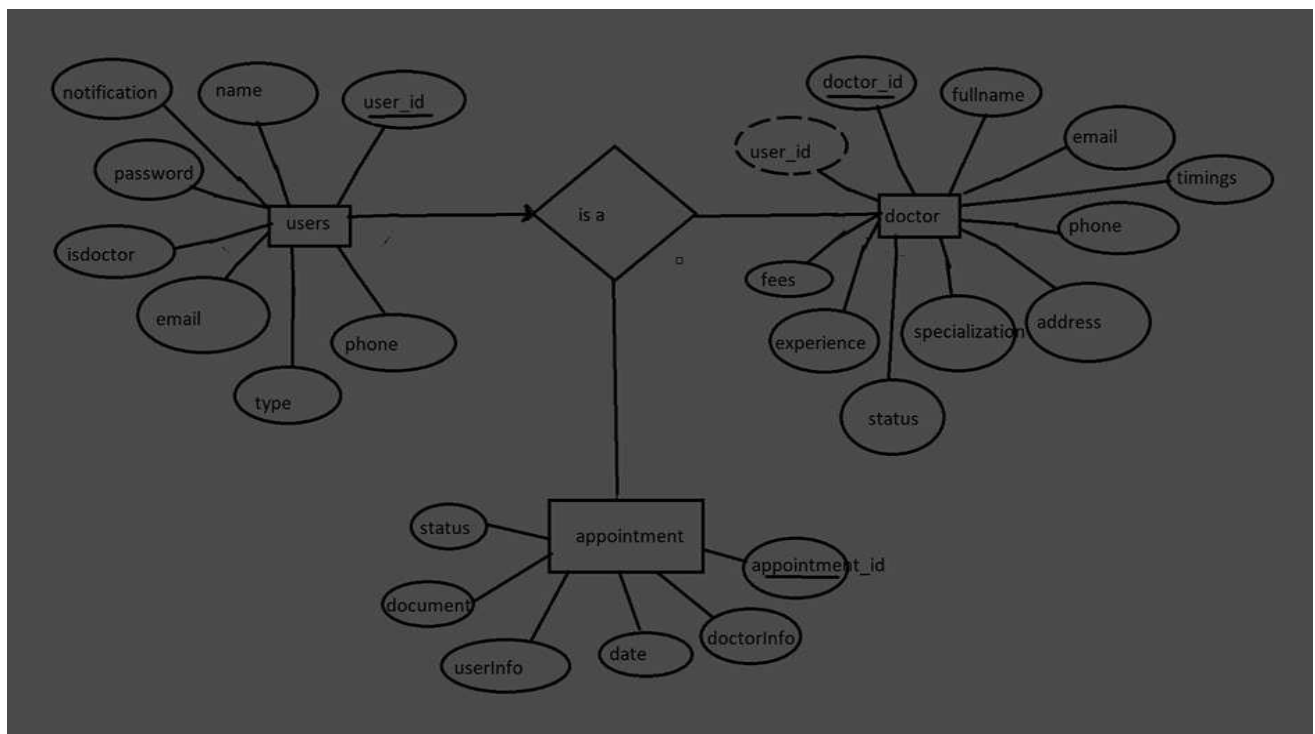 notification
name
user_id
password
users
isdoctor
email
type
phone
is a
doctor_id
fullname
user_id
email
timings
doctor
phone
fees
experience
specialization
address
status
status
appointment
appointment_id
document
userInfo
date
doctorInfo